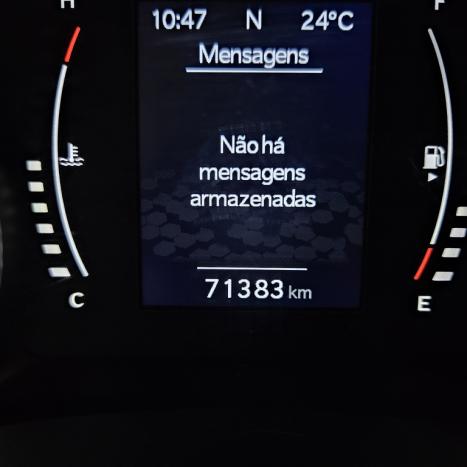 H
F
10:47 N 24°C
Mensagens
Não há
mensagens
armazenadas
71383 km
C
E